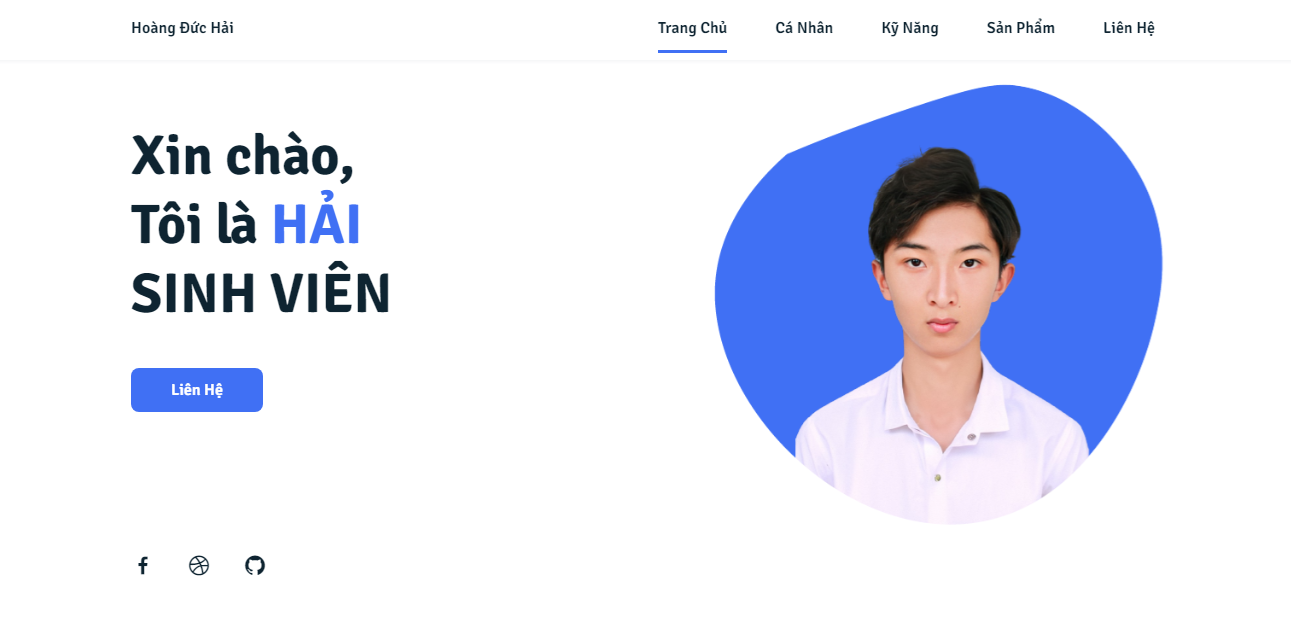 Hoàng Đức Hải
Trang Chủ
Cá Nhân
Kỹ Năng
Sản Phẩm
Liên Hệ
Xin chào,
Tôi là HẢI
SINH VIÊN
Liên Hệ